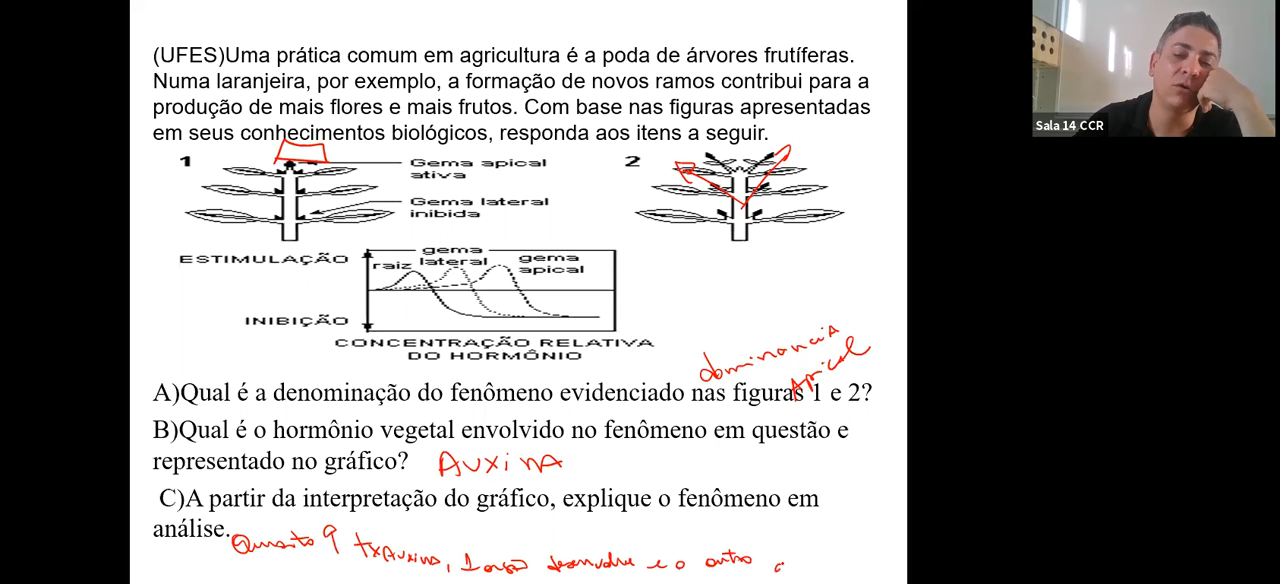 (UFES)Uma prática comum em agricultura é a poda de árvores frutíferas.
Numa laranjeira, por exemplo, a formação de novos ramos contribui para a
produção de mais flores e mais frutos. Com base nas figuras apresentadas
em seus conhecimentos biológicos, responda aos itens a seguir.
Sala 14 CCR
1
Gema apical
ativa
Gema lateral
inibida
2
ESTIMULAÇÃO
raiz
gema
lateral
gema
apical
INIBIÇÃO
CONCENTRAÇÃO RELATIVA
DO HORMÔNIO
dominancia
Apical
A)Qual é a denominação do fenômeno evidenciado nas figuras 1 e 2?
B)Qual é o hormônio vegetal envolvido no fenômeno em questão e
representado no gráfico?
AUXINA
C)A partir da interpretação do gráfico, explique o fenômeno em
análise.
Quanto txAuxina, 1 e o outro